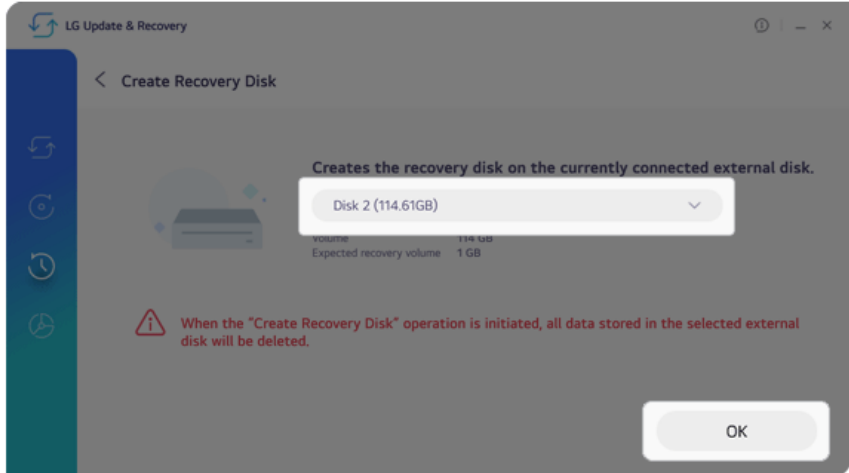 LG Update & Recovery
Create Recovery Disk
Creates the recovery disk on the currently connected external disk.
Disk 2 (114.61GB)
Volume 114 GB
Expected recovery volume 1 GB
When the "Create Recovery Disk" operation is initiated, all data stored in the selected external
disk will be deleted.
OK